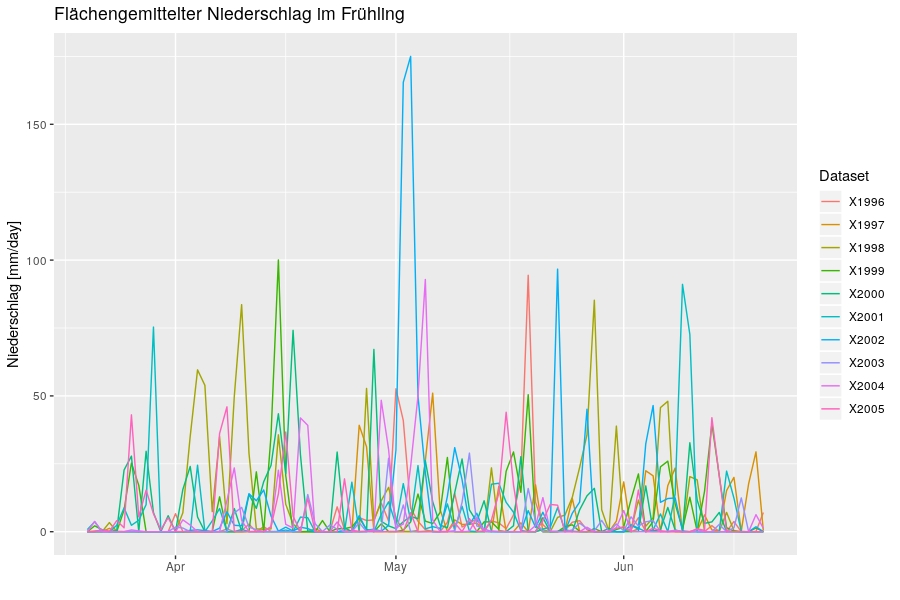 Flächengemittelter Niederschlag im Frühling
Niederschlag [mm/day]
150
100
50
0
Apr
May
Jun
Dataset
X1996
X1997
X1998
X1999
X2000
X2001
X2002
X2003
X2004
X2005